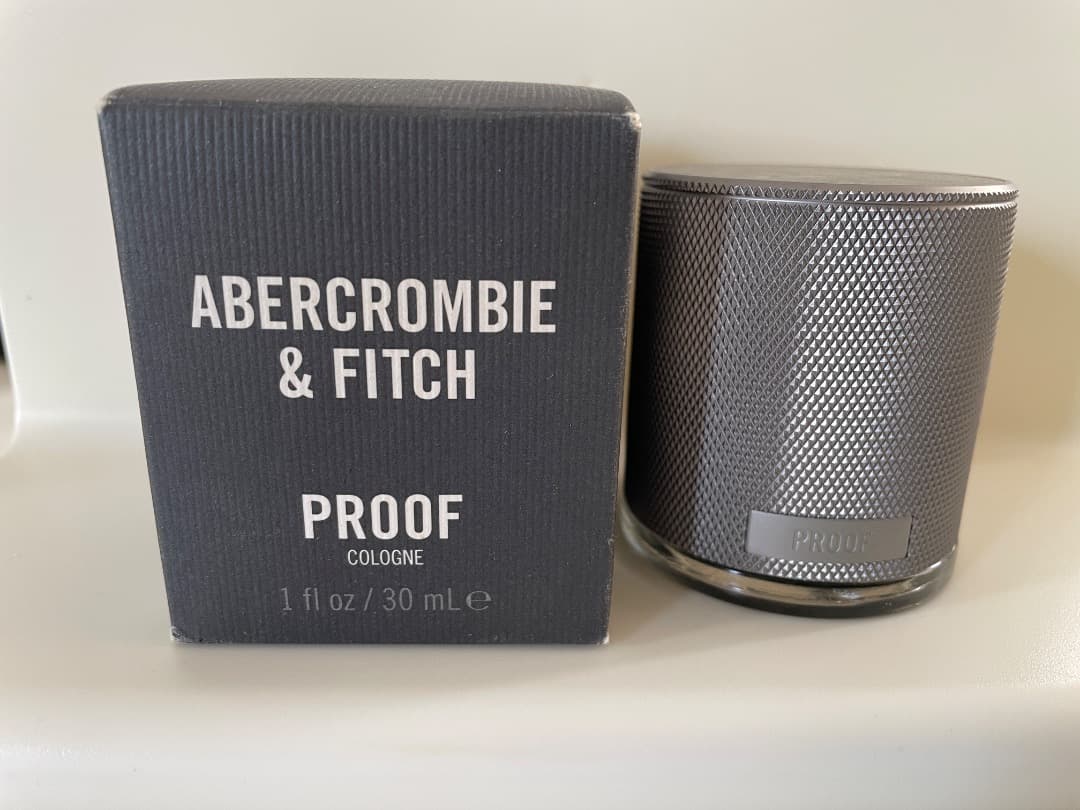 ABERCROMBIE
& FITCH
PROOF
COLOGNE
1 fl oz / 30 mL ℮
PROOF